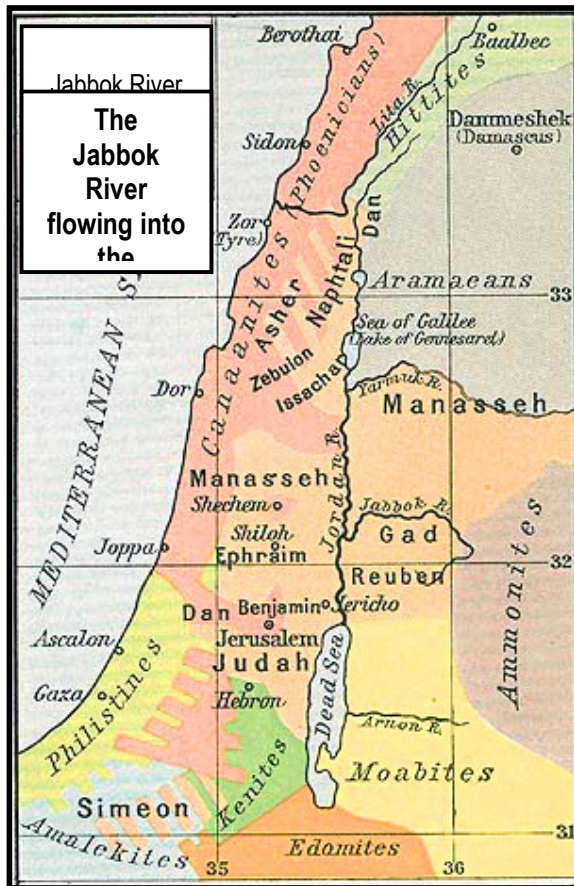 Jabbok River
The
Jabbok
River
flowing into
the
Berothai
Baalbec
Lita R.
Hittites
Dammeshek
(Damascus)
Sidon
Canaanites (Phoenicians)
Zor
(Tyre)
Dan
Naphtali
Asher
Aramaeans
33
Sea of Galilee
(Lake of Gennesaret)
Zebulon
Issachar
MEDITERRANEAN S
Dor
Yarmuk R.
Manasseh
Manasseh
Jordan R.
Shechem
Jabbok R.
Shiloh
Gad
Joppa
Ephraim
32
Reuben
Ammonites
Dan
Benjamin
Jericho
Jerusalem
Ascalon
Judah
Gaza
Hebron
Dead Sea
Philistines
Arnon R.
Moabites
Kenites
Simeon
Amalekites
Edomites
31
35
36